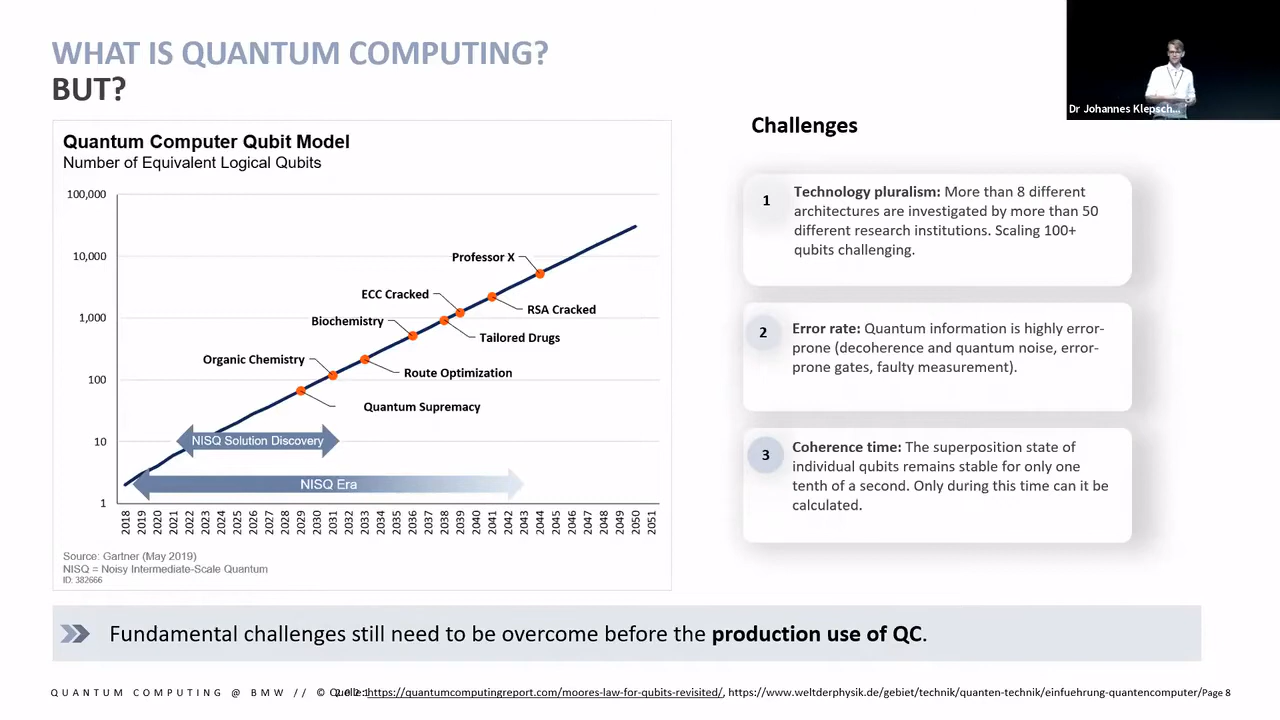 WHAT IS QUANTUM COMPUTING?
BUT?
Dr Johannes Klepsch...
Quantum Computer Qubit Model
Number of Equivalent Logical Qubits
100,000
10,000
1,000
100
10
1
Professor X
ECC Cracked
RSA Cracked
Biochemistry
Tailored Drugs
Organic Chemistry
Route Optimization
Quantum Supremacy
NISQ Solution Discovery
NISQ Era
2018 2019 2020 2021 2022 2023 2024 2025 2026 2027 2028 2029 2030 2031 2032 2033 2034 2035 2036 2037 2038 2039 2040 2041 2042 2043 2044 2045 2046 2047 2048 2049 2050 2051
Source: Gartner (May 2019)
NISQ = Noisy Intermediate-Scale Quantum
ID: 382666
Challenges
1
Technology pluralism: More than 8 different
architectures are investigated by more than 50
different research institutions. Scaling 100+
qubits challenging.
2
Error rate: Quantum information is highly error-
prone (decoherence and quantum noise, error-
prone gates, faulty measurement).
3
Coherence time: The superposition state of
individual qubits remains stable for only one
tenth of a second. Only during this time can it be
calculated.
Fundamental challenges still need to be overcome before the production use of QC.
QUANTUM COMPUTING @ BMW // © Quelle: https://quantumcomputingreport.com/moores-law-for-qubits-revisited/, https://www.weltderphysik.de/gebiet/technik/quanten-technik/einfuehrung-quantencomputer/ Page 8